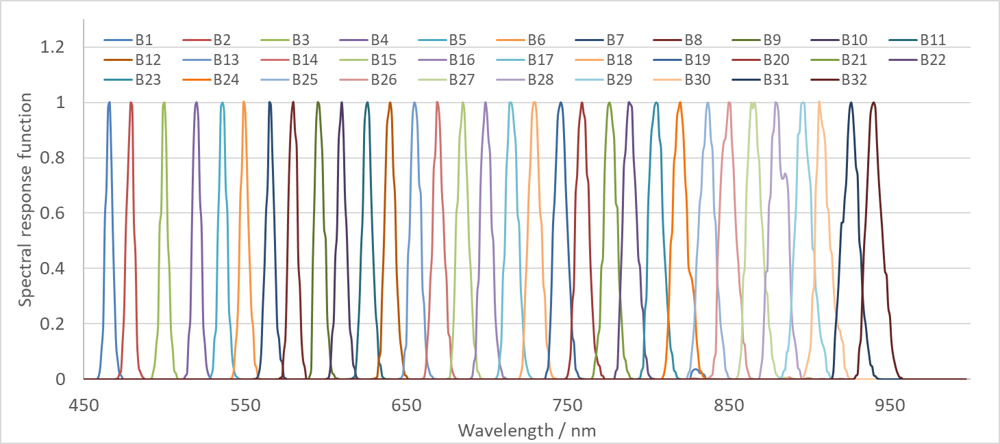 B1 B2 B3 B4 B5 B6 B7 B8 B9 B10 B11
1.2
B12 B13 B14 B15 B16 B17 B18 B19 B20 B21 B22
B23 B24 B25 B26 B27 B28 B29 B30 B31 B32
Spectral response function
1
0.8
0.6
0.4
0.2
0
450 550 650 750 850 950
Wavelength / nm